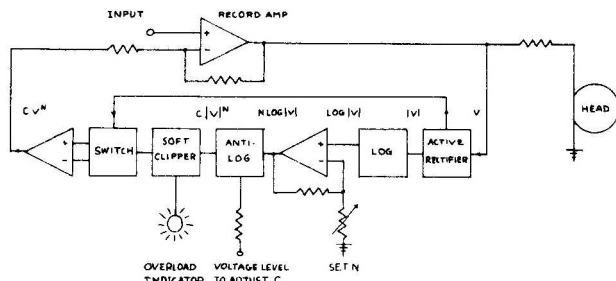 INPUT
RECORD AMP
+
−
C V^N
C |V|^N
N LOG|V|
LOG |V|
|V|
V
HEAD
+
−
SWITCH
SOFT
CLIPPER
ANTI-
LOG
+
−
LOG
ACTIVE
RECTIFIER
OVERLOAD
INDICATOR
VOLTAGE LEVEL
TO ADJUST C
SET N